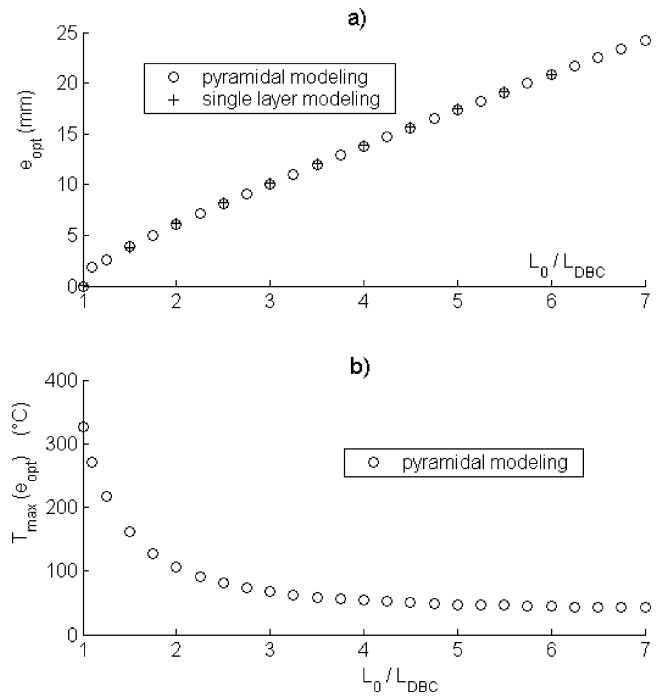 a)
25
20
15
10
5
0
e_opt (mm)
pyramidal modeling
single layer modeling
L_0 / L_DBC
1 2 3 4 5 6 7
b)
400
300
200
100
0
T_max (e_opt) (°C)
pyramidal modeling
1 2 3 4 5 6 7
L_0 / L_DBC